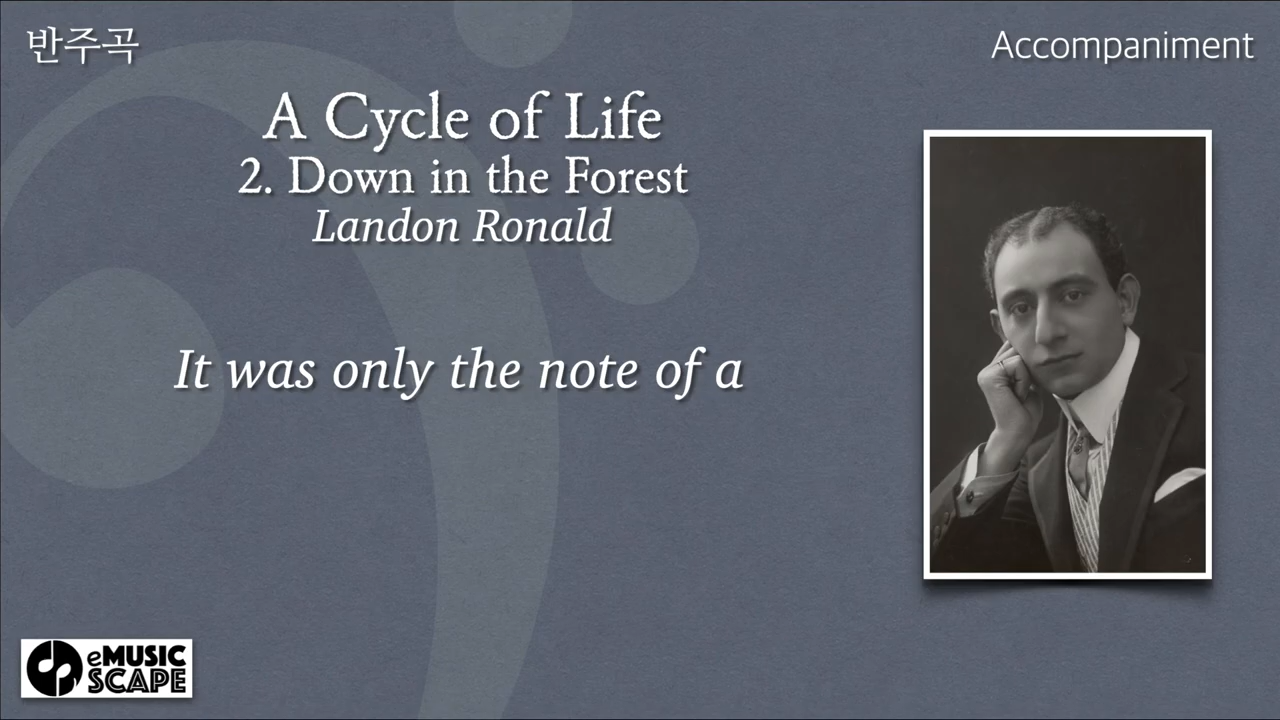 반주곡
Accompaniment
A Cycle of Life
2. Down in the Forest
Landon Ronald
It was only the note of a
eMUSIC
SCAPE